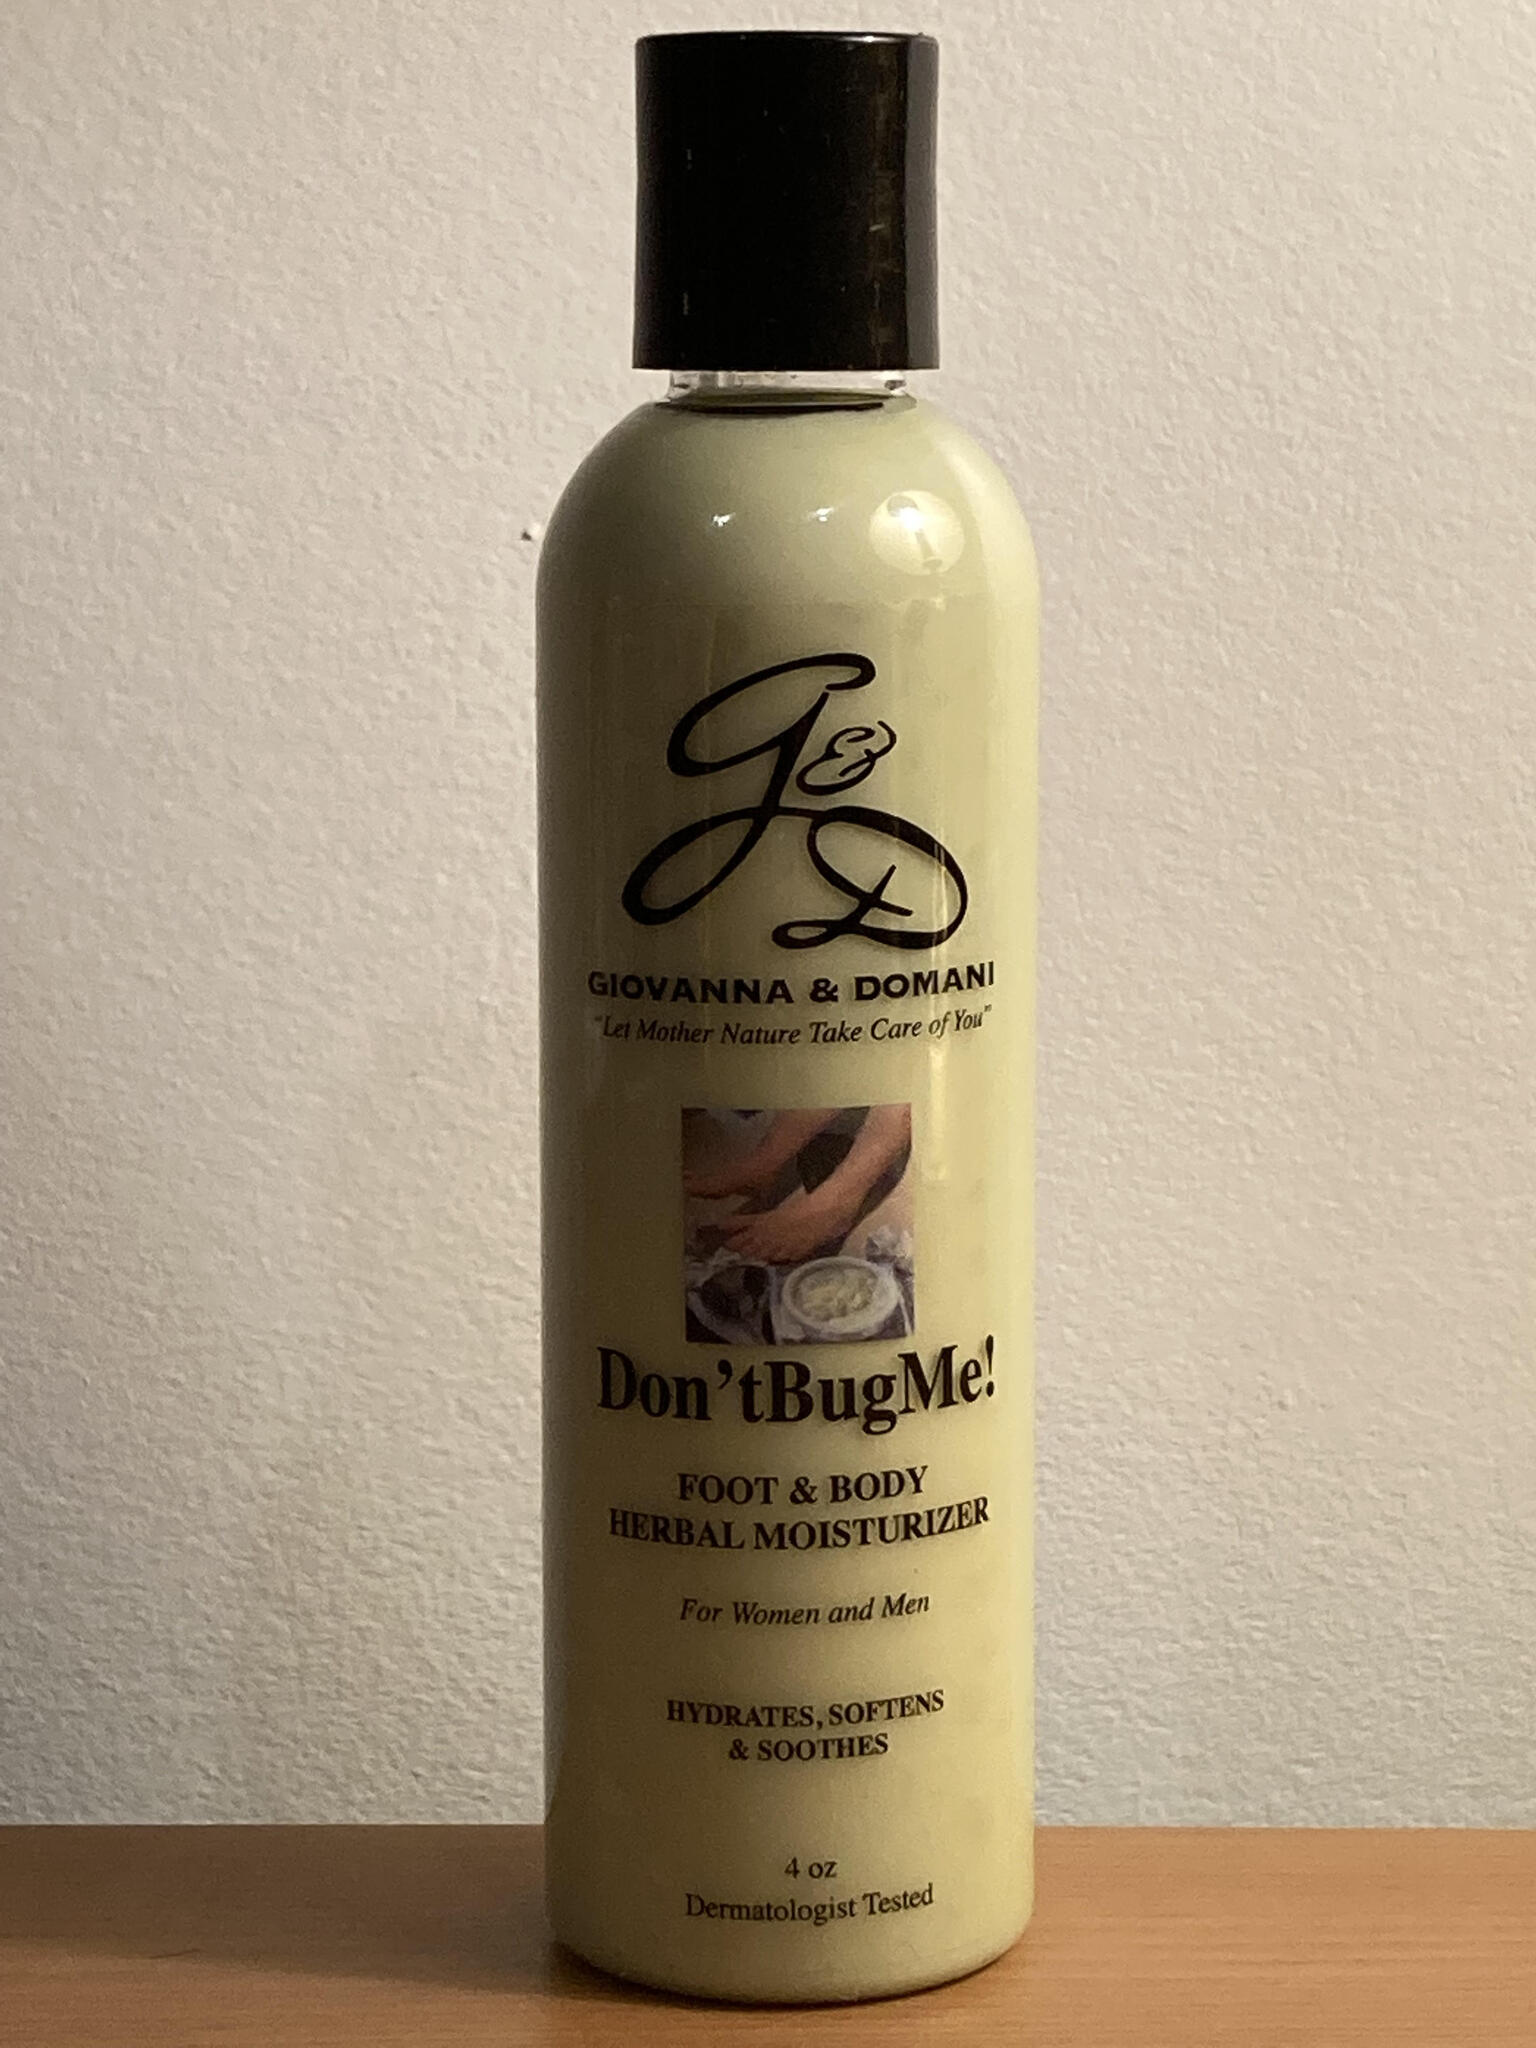 G&D
GIOVANNA & DOMANI
"Let Mother Nature Take Care of You"
Don'tBugMe!
FOOT & BODY
HERBAL MOISTURIZER
For Women and Men
HYDRATES, SOFTENS
& SOOTHES
4 oz
Dermatologist Tested